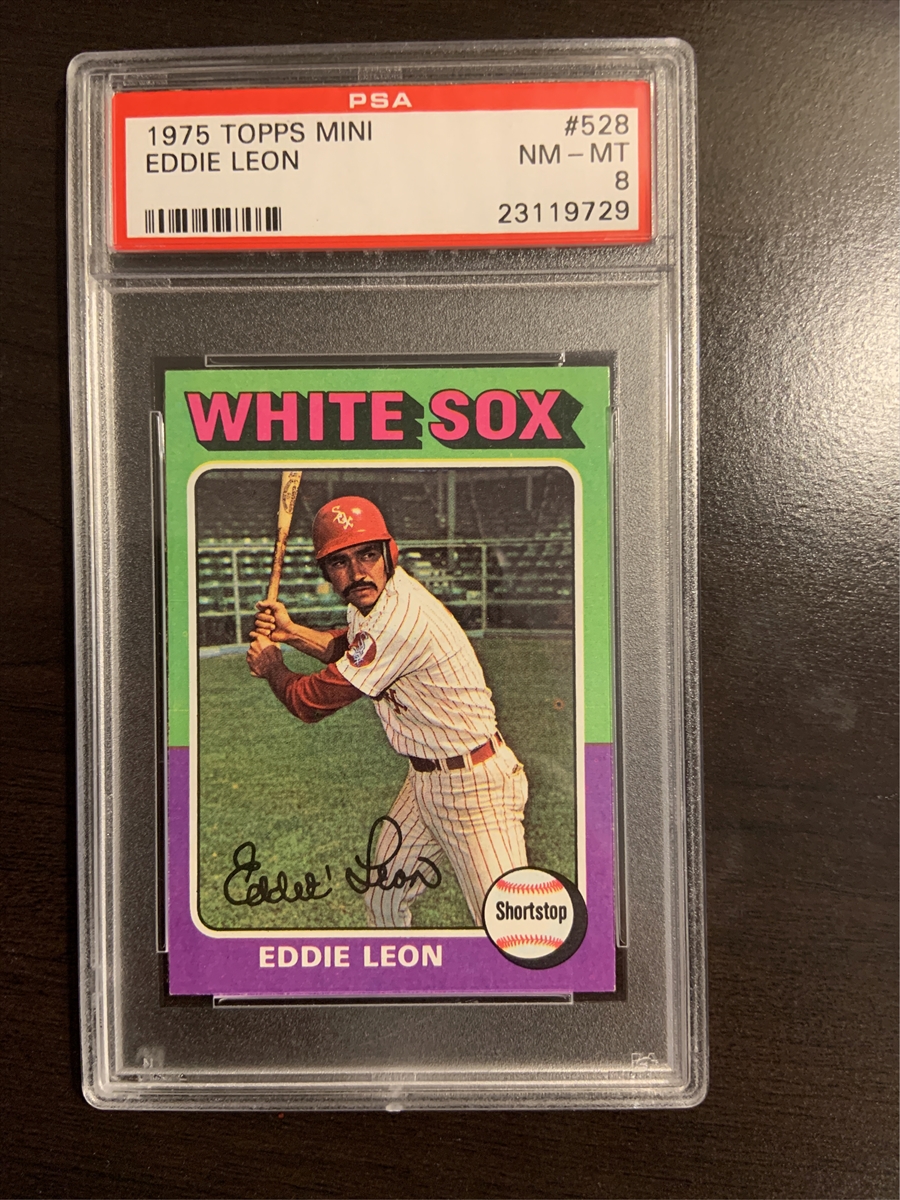 PSA
1975 TOPPS MINI #528
EDDIE LEON NM - MT
8
23119729
WHITE SOX
SOX
Eddie Leon
Shortstop
EDDIE LEON